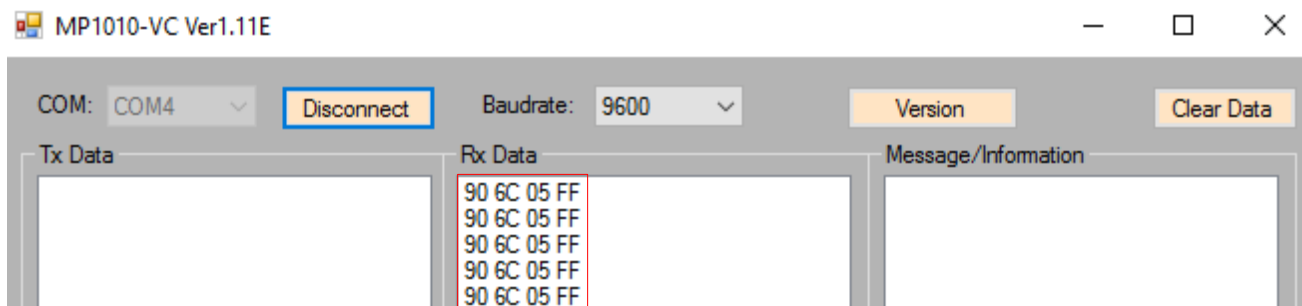 MP1010-VC Ver1.11E
COM: COM4 Disconnect Baudrate: 9600 Version Clear Data
Tx Data Rx Data Message/Information
90 6C 05 FF
90 6C 05 FF
90 6C 05 FF
90 6C 05 FF
90 6C 05 FF